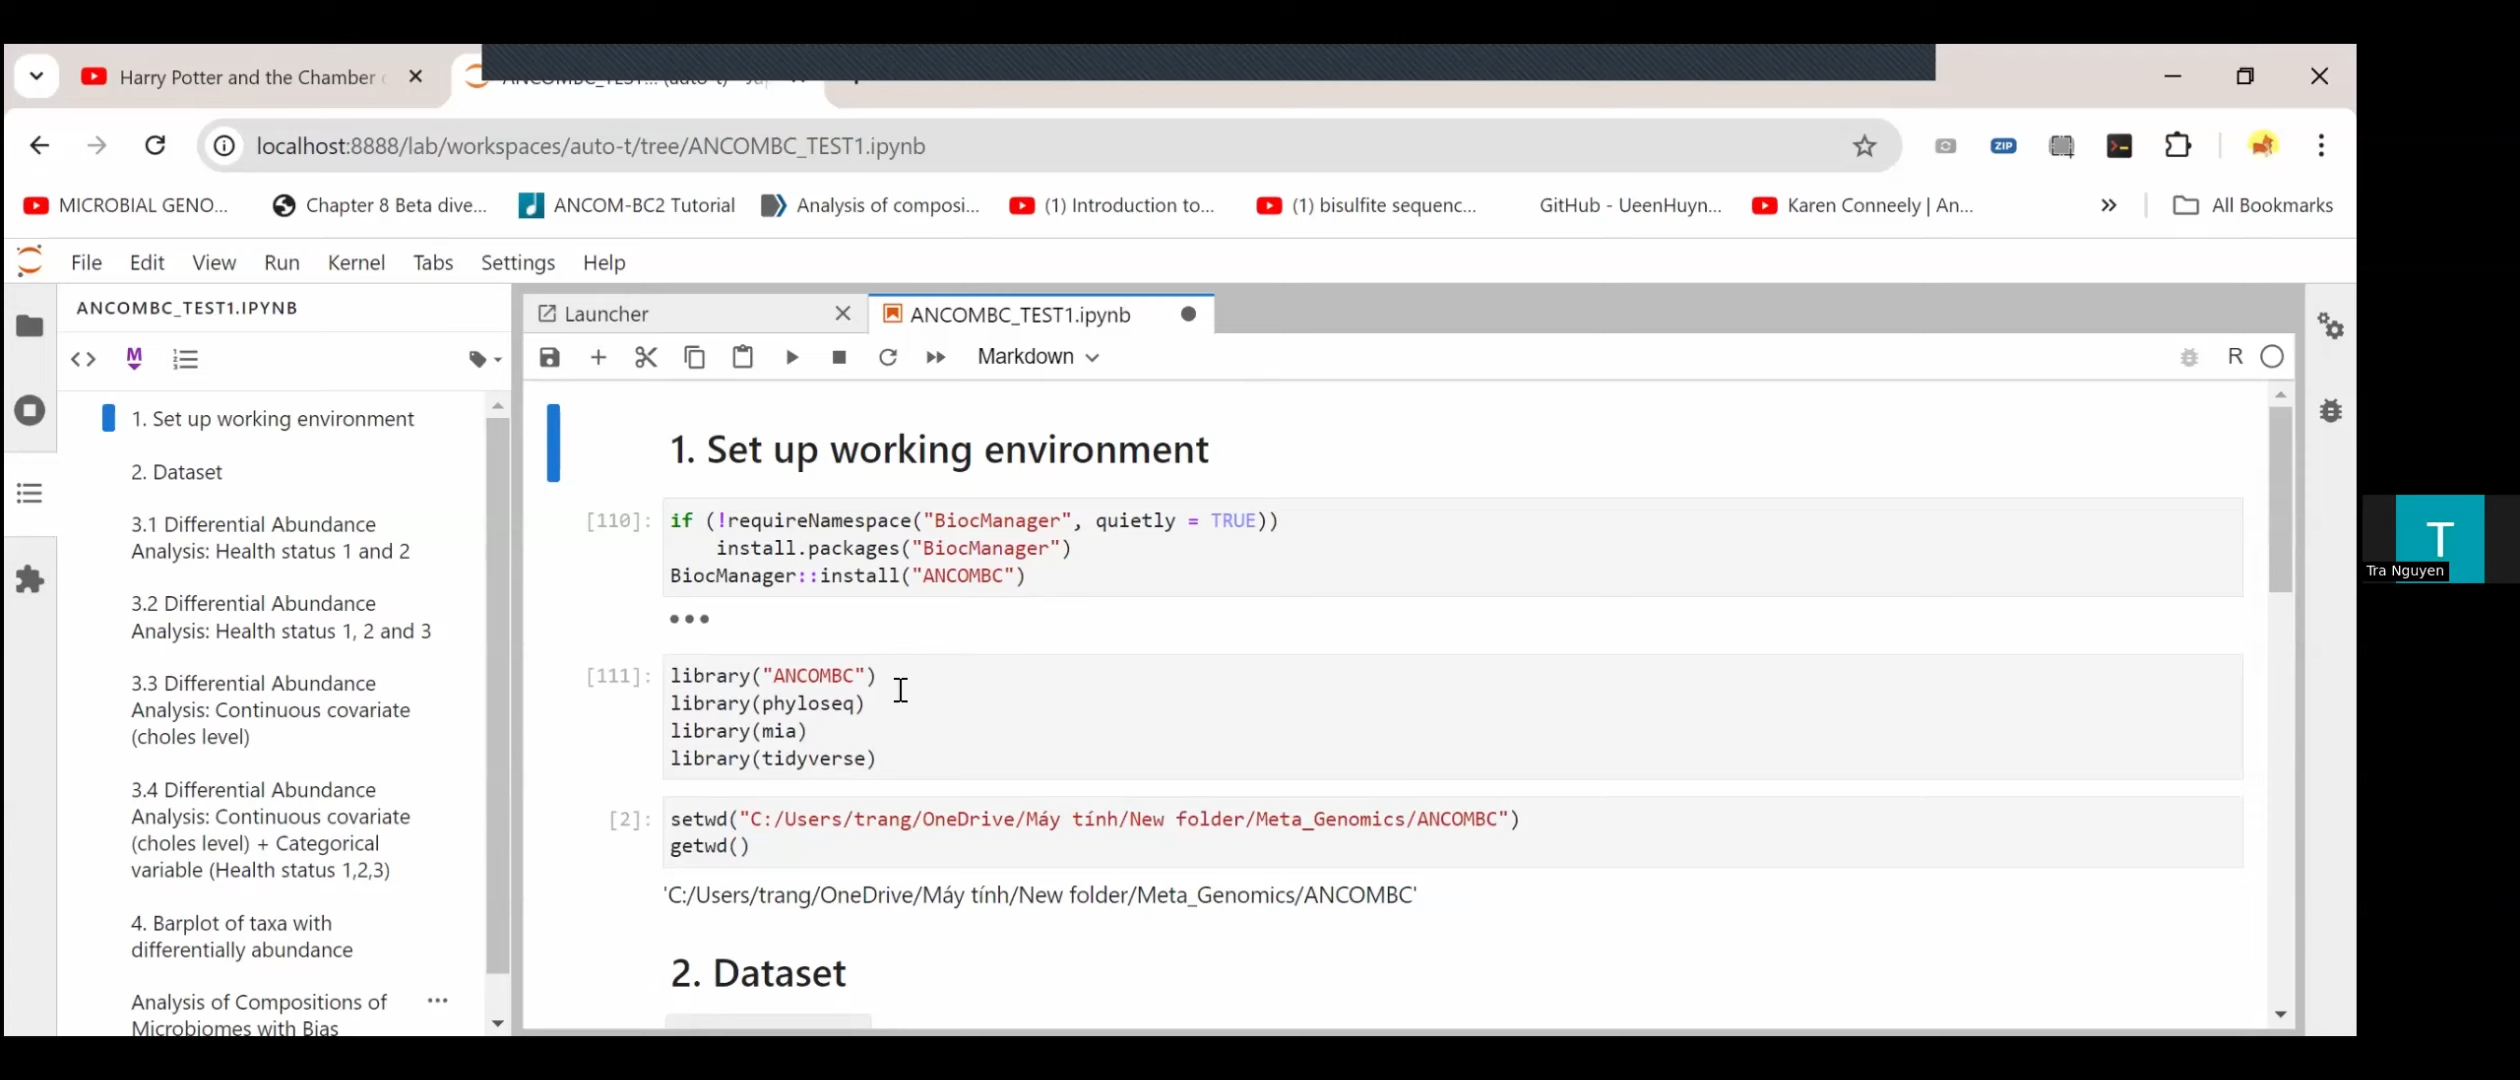 Harry Potter and the Chamber
localhost:8888/lab/workspaces/auto-t/tree/ANCOMBC_TEST1.ipynb
ZIP
MICROBIAL GENO...
Chapter 8 Beta dive...
ANCOM-BC2 Tutorial
Analysis of composi...
(1) Introduction to...
(1) bisulfite sequenc...
GitHub - UeenHuyn...
Karen Conneely | An...
All Bookmarks
File Edit View Run Kernel Tabs Settings Help
ANCOMBC_TEST1.IPYNB
1. Set up working environment
2. Dataset
3.1 Differential Abundance
Analysis: Health status 1 and 2
3.2 Differential Abundance
Analysis: Health status 1, 2 and 3
3.3 Differential Abundance
Analysis: Continuous covariate
(choles level)
3.4 Differential Abundance
Analysis: Continuous covariate
(choles level) + Categorical
variable (Health status 1,2,3)
4. Barplot of taxa with
differentially abundance
Analysis of Compositions of
Microbiomes with Bias
Launcher
ANCOMBC_TEST1.ipynb
Markdown
R
1. Set up working environment
[110]: if (!requireNamespace("BiocManager", quietly = TRUE))
install.packages("BiocManager")
BiocManager::install("ANCOMBC")
[111]: library("ANCOMBC")
library(phyloseq)
library(mia)
library(tidyverse)
[2]: setwd("C:/Users/trang/OneDrive/Máy tính/New folder/Meta_Genomics/ANCOMBC")
getwd()
'C:/Users/trang/OneDrive/Máy tính/New folder/Meta_Genomics/ANCOMBC'
2. Dataset
T
Tra Nguyen